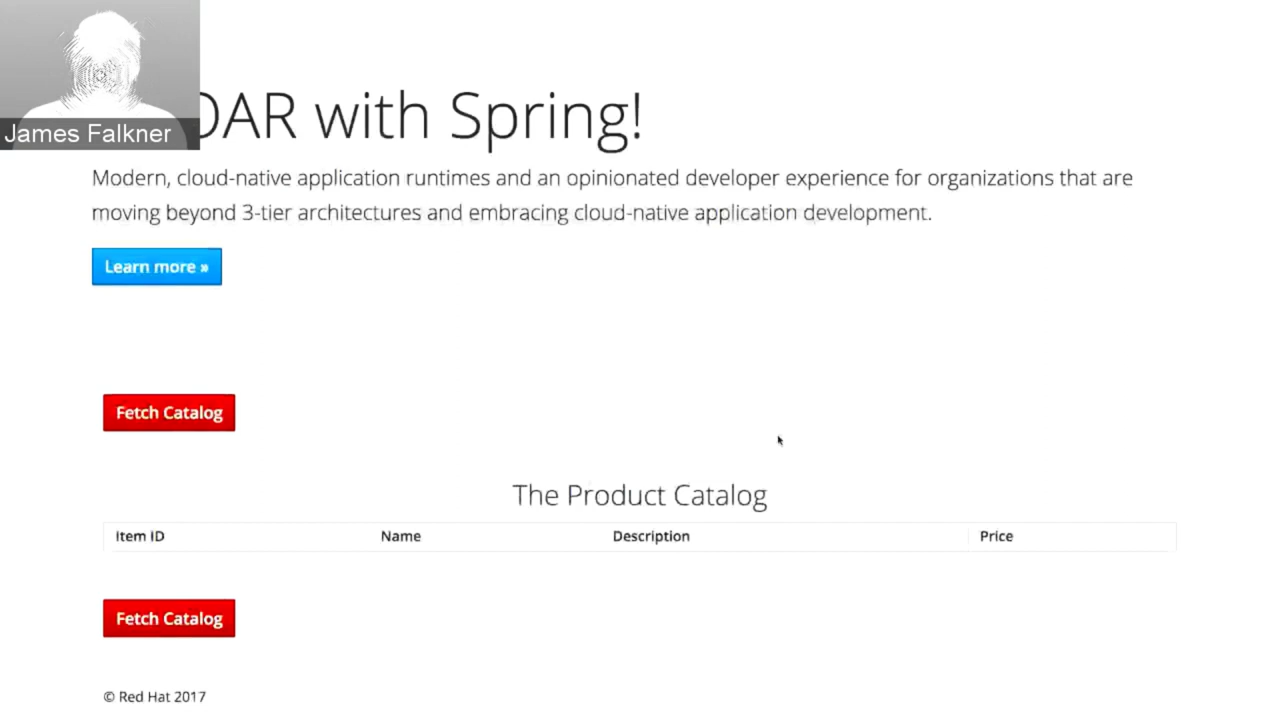 James Falkner
OAR with Spring!
Modern, cloud-native application runtimes and an opinionated developer experience for organizations that are
moving beyond 3-tier architectures and embracing cloud-native application development.
Learn more »
Fetch Catalog
The Product Catalog
Item ID Name Description Price
Fetch Catalog
© Red Hat 2017